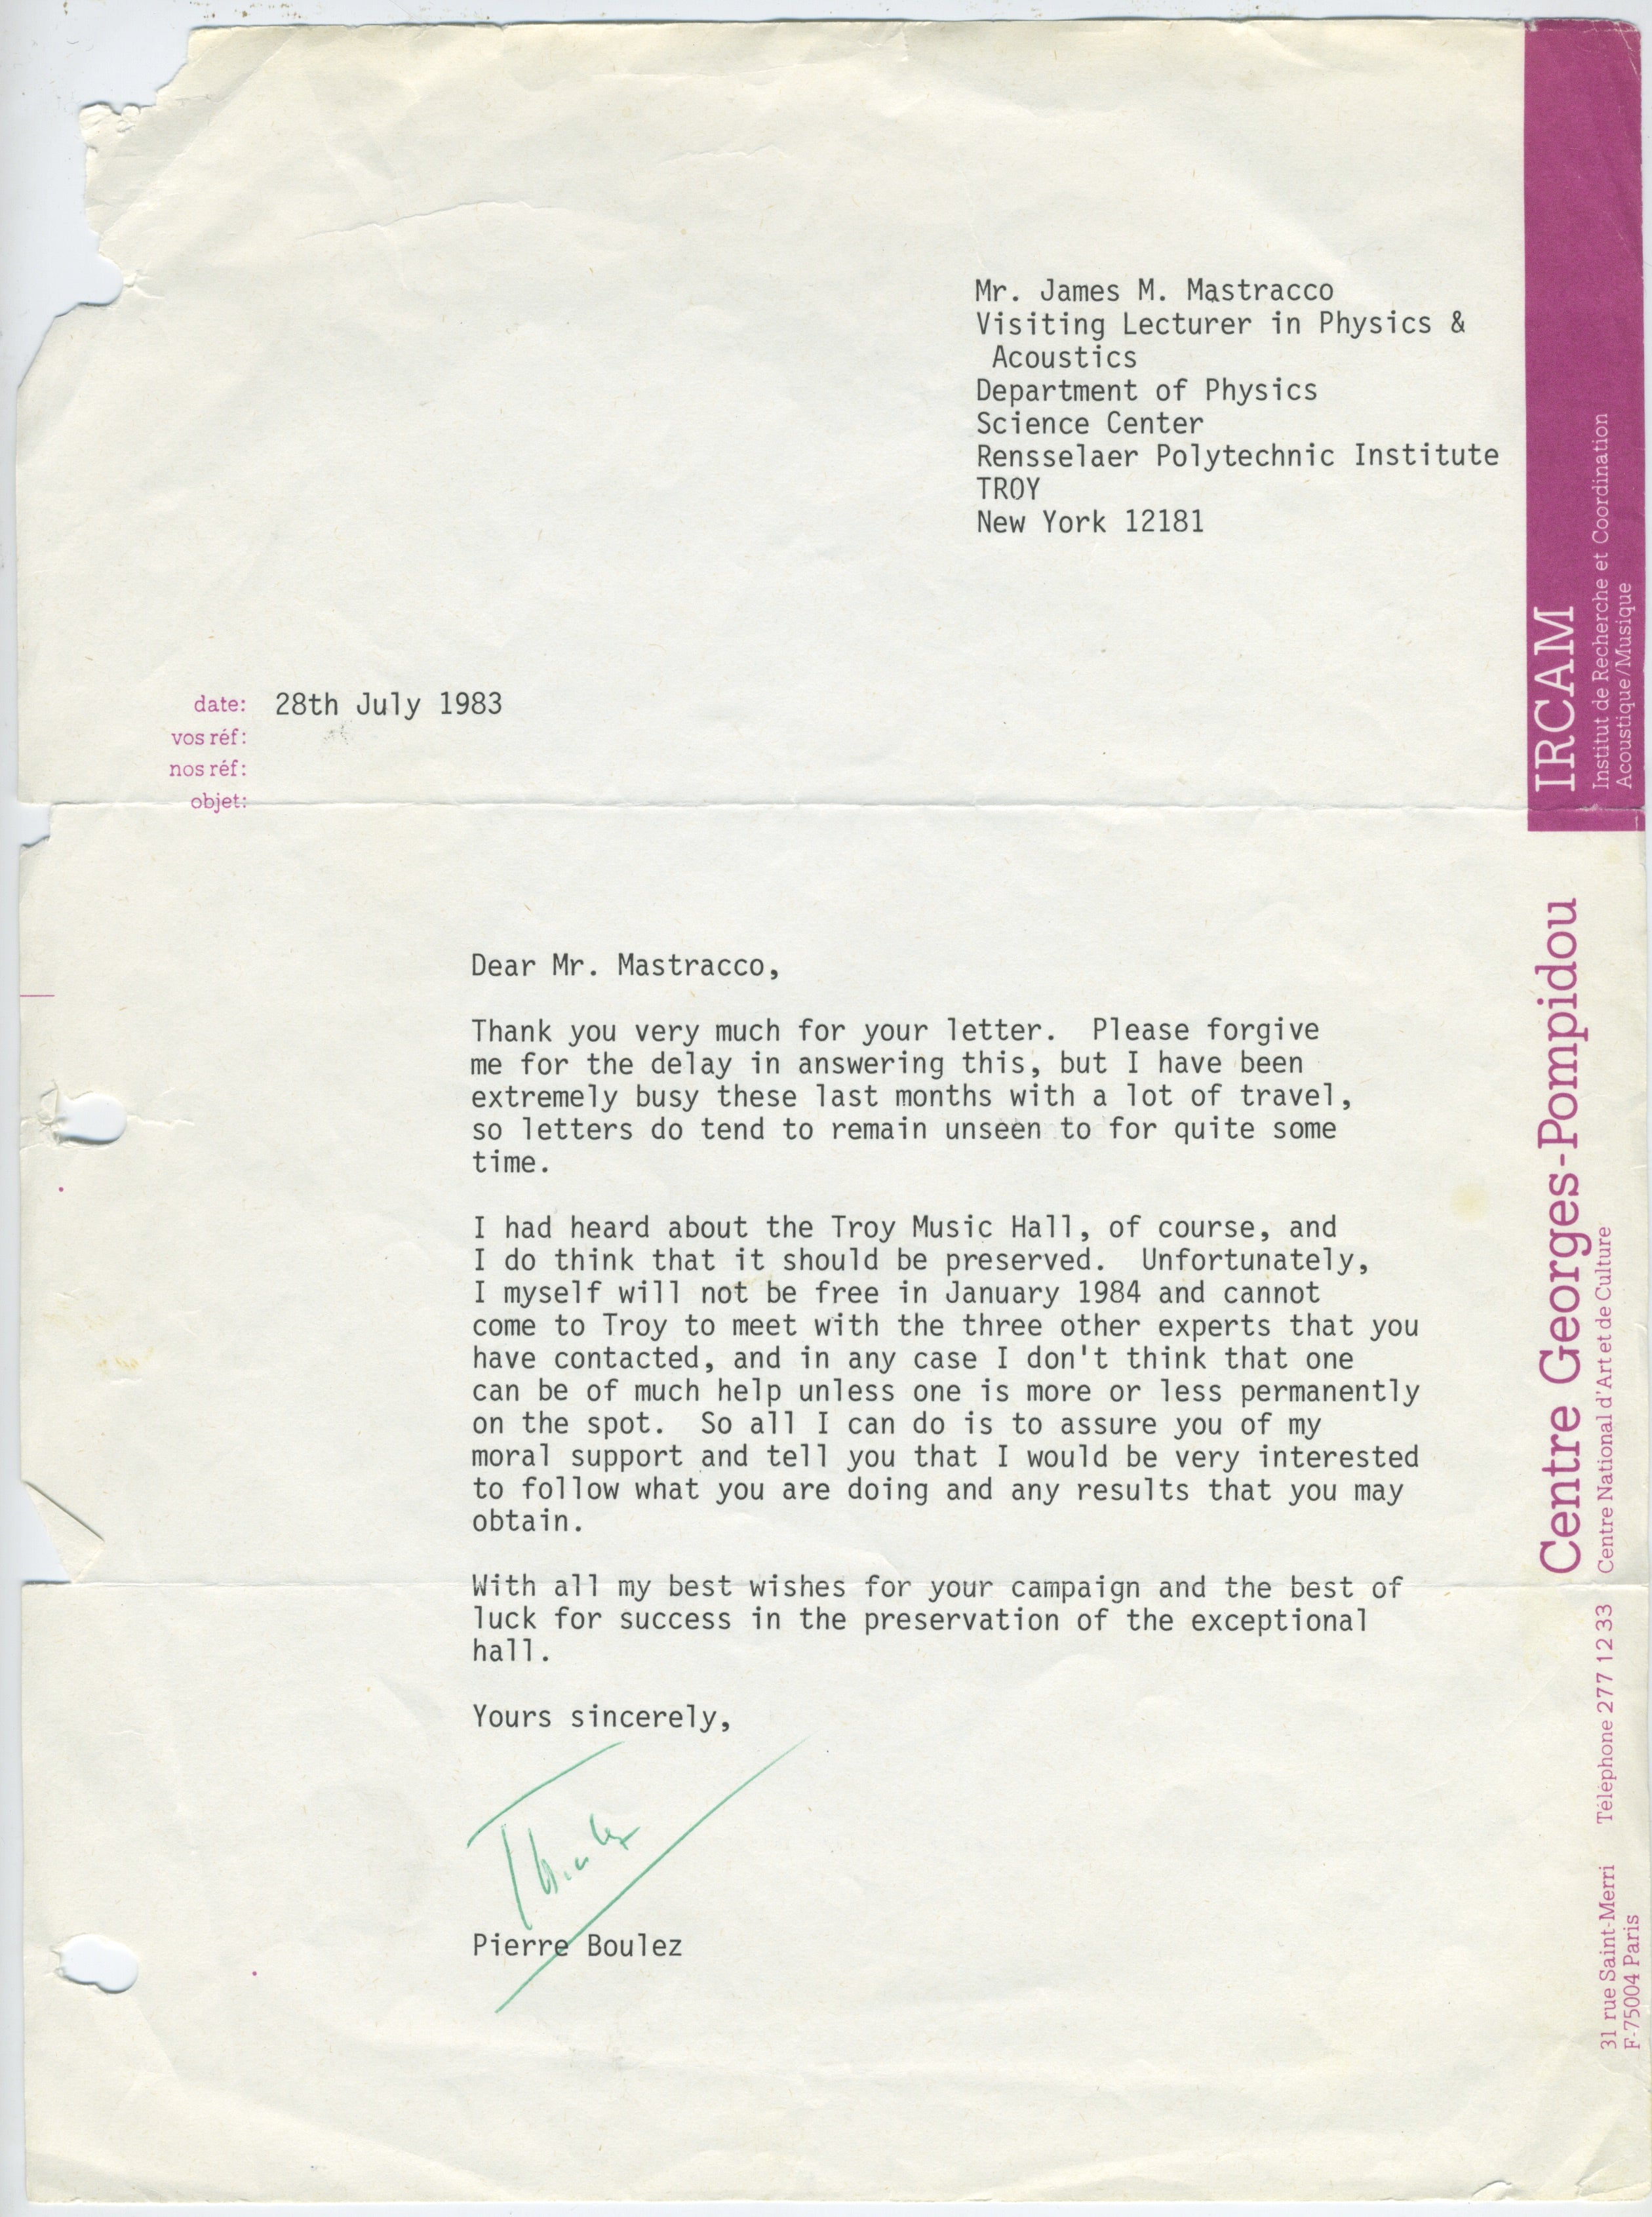 Mr. James M. Mastracco
Visiting Lecturer in Physics &
Acoustics
Department of Physics
Science Center
Rensselaer Polytechnic Institute
TROY
New York 12181
date: 28th July 1983
vos réf:
nos réf:
objet:
Dear Mr. Mastracco,
Thank you very much for your letter. Please forgive
me for the delay in answering this, but I have been
extremely busy these last months with a lot of travel,
so letters do tend to remain unseen to for quite some
time.
I had heard about the Troy Music Hall, of course, and
I do think that it should be preserved. Unfortunately,
I myself will not be free in January 1984 and cannot
come to Troy to meet with the three other experts that you
have contacted, and in any case I don't think that one
can be of much help unless one is more or less permanently
on the spot. So all I can do is to assure you of my
moral support and tell you that I would be very interested
to follow what you are doing and any results that you may
obtain.
With all my best wishes for your campaign and the best of
luck for success in the preservation of the exceptional
hall.
Yours sincerely,
Boulez
Pierre Boulez
IRCAM
Institut de Recherche et Coordination
Acoustique/Musique
Centre Georges-Pompidou
Centre National d'Art et de Culture
Téléphone 277 12 33
31 rue Saint-Merri
F-75004 Paris